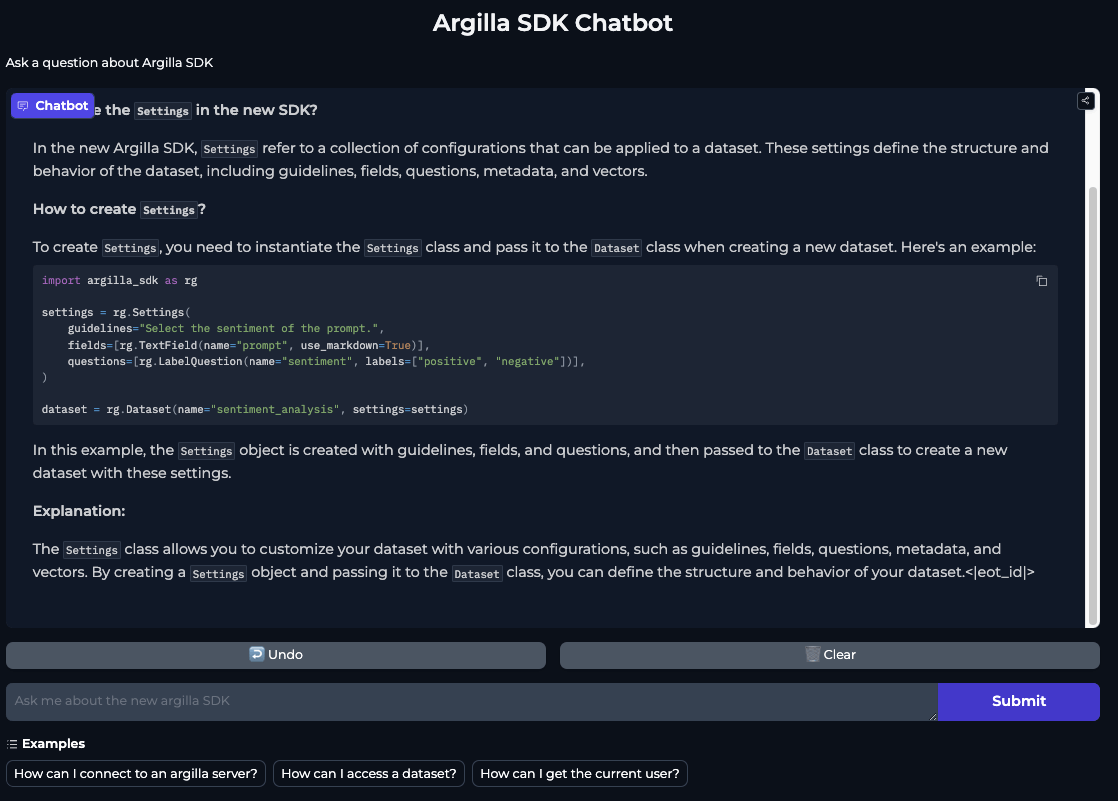 Argilla SDK Chatbot
Ask a question about Argilla SDK
Chatbot
e the Settings in the new SDK?
In the new Argilla SDK, Settings refer to a collection of configurations that can be applied to a dataset. These settings define the structure and
behavior of the dataset, including guidelines, fields, questions, metadata, and vectors.
How to create Settings?
To create Settings, you need to instantiate the Settings class and pass it to the Dataset class when creating a new dataset. Here's an example:
import argilla_sdk as rg
settings = rg.Settings(
    guidelines="Select the sentiment of the prompt.",
    fields=[rg.TextField(name="prompt", use_markdown=True)],
    questions=[rg.LabelQuestion(name="sentiment", labels=["positive", "negative"])],
)
dataset = rg.Dataset(name="sentiment_analysis", settings=settings)
In this example, the Settings object is created with guidelines, fields, and questions, and then passed to the Dataset class to create a new
dataset with these settings.
Explanation:
The Settings class allows you to customize your dataset with various configurations, such as guidelines, fields, questions, metadata, and
vectors. By creating a Settings object and passing it to the Dataset class, you can define the structure and behavior of your dataset.<|eot_id|>
Undo
Clear
Ask me about the new argilla SDK
Submit
Examples
How can I connect to an argilla server?
How can I access a dataset?
How can I get the current user?